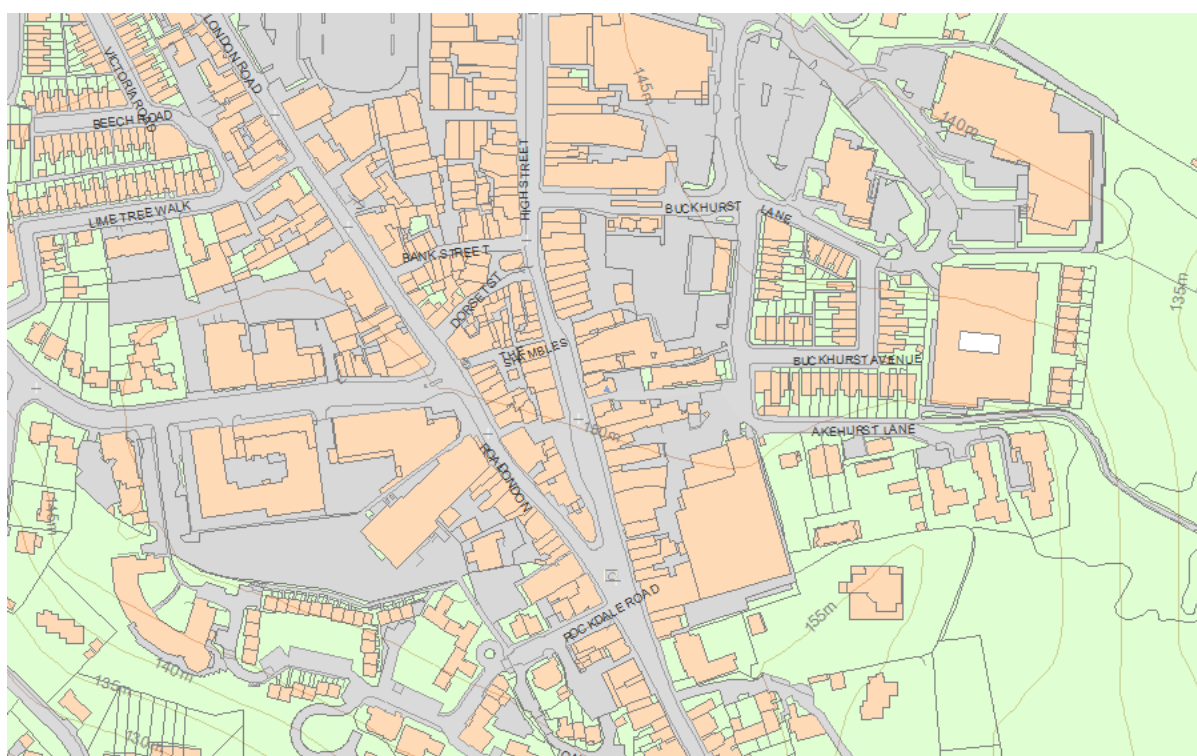 LONDON ROAD
VICTORIA ROAD
145m
BEECH ROAD
140m
HIGH STREET
LIME TREE WALK
BUCKHURST
LANE
BANK STREET
DORSET ST
135m
THE
SHAMBLES
BUCKHURST AVENUE
AKEHURST LANE
ROAD
LONDON
145m
ROCKDALE ROAD
155m
140m
135m
130m